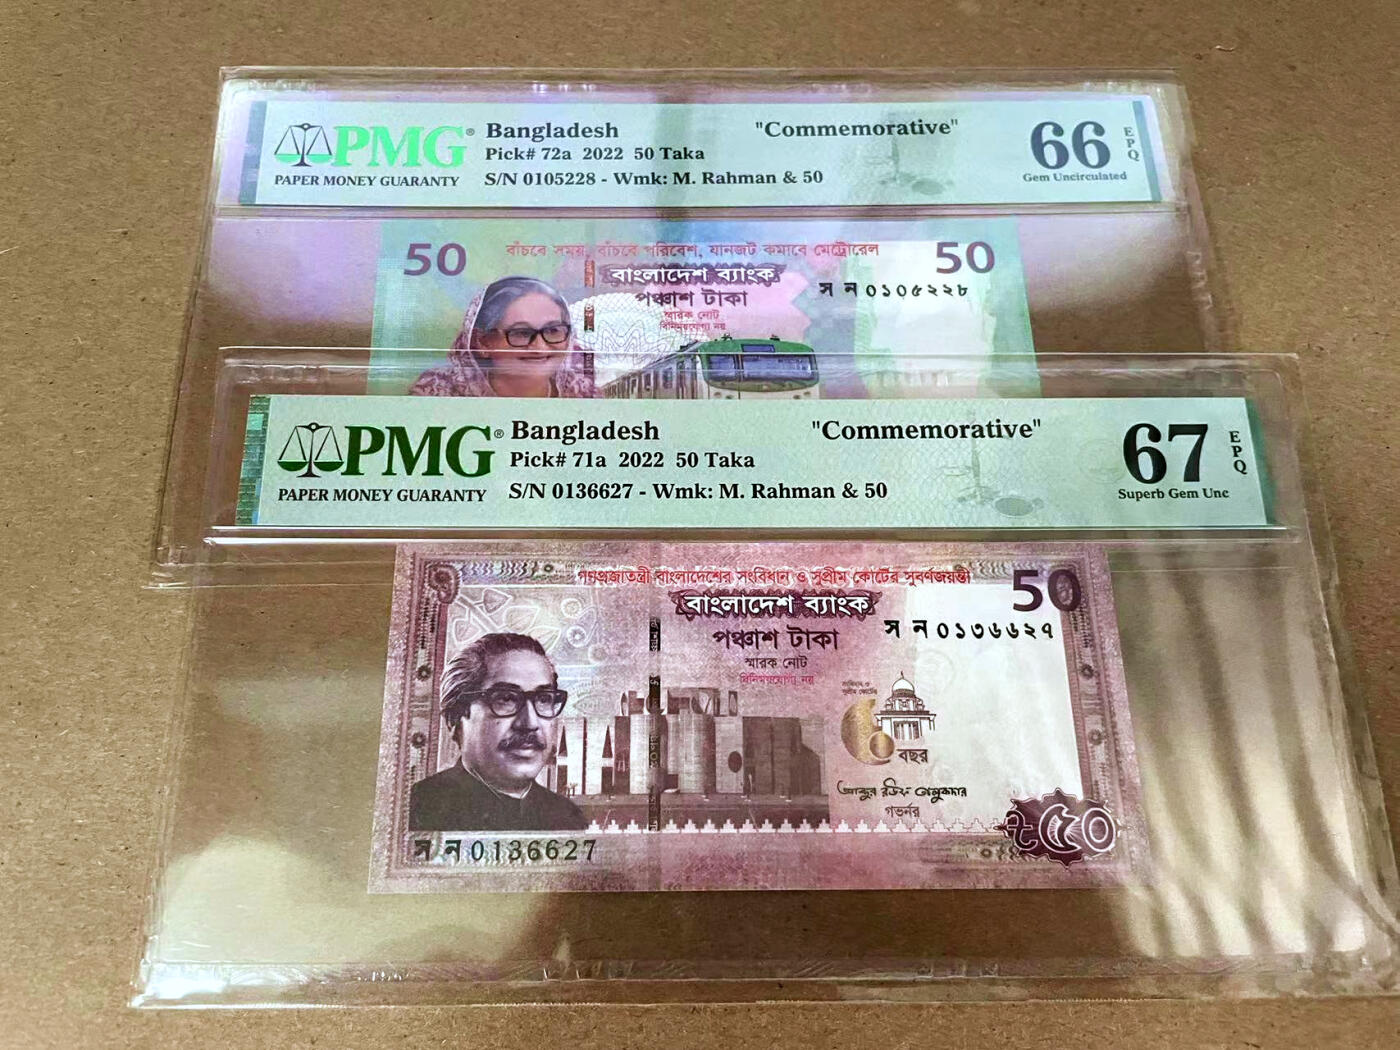 PMG® Bangladesh "Commemorative" 66 EPQ
Pick# 72a 2022 50 Taka
PAPER MONEY GUARANTY S/N 0105228 - Wmk: M. Rahman & 50 Gem Uncirculated
50 বাঁচবে সময়, বাঁচবে পরিবেশ, যানজট কমাবে মেট্রোরেল 50
বাংলাদেশ ব্যাংক
স ন ০১০৫২২৮
পঞ্চাশ টাকা
স্মারক নোট
বিনিময়যোগ্য নয়
PMG® Bangladesh "Commemorative" 67 EPQ
Pick# 71a 2022 50 Taka
PAPER MONEY GUARANTY S/N 0136627 - Wmk: M. Rahman & 50 Superb Gem Unc
গণপ্রজাতন্ত্রী বাংলাদেশের সংবিধান ও সুপ্রীম কোর্টের সুবর্ণজয়ন্তী 50
বাংলাদেশ ব্যাংক
স ন ০১৩৬৬২৭
পঞ্চাশ টাকা
স্মারক নোট
বিনিময়যোগ্য নয়
সংবিধান ও
সুপ্রীম কোর্টের
৫০
বছর
আব্দুর রউফ তালুকদার
গভর্নর
৳৫০
স ন 0136627